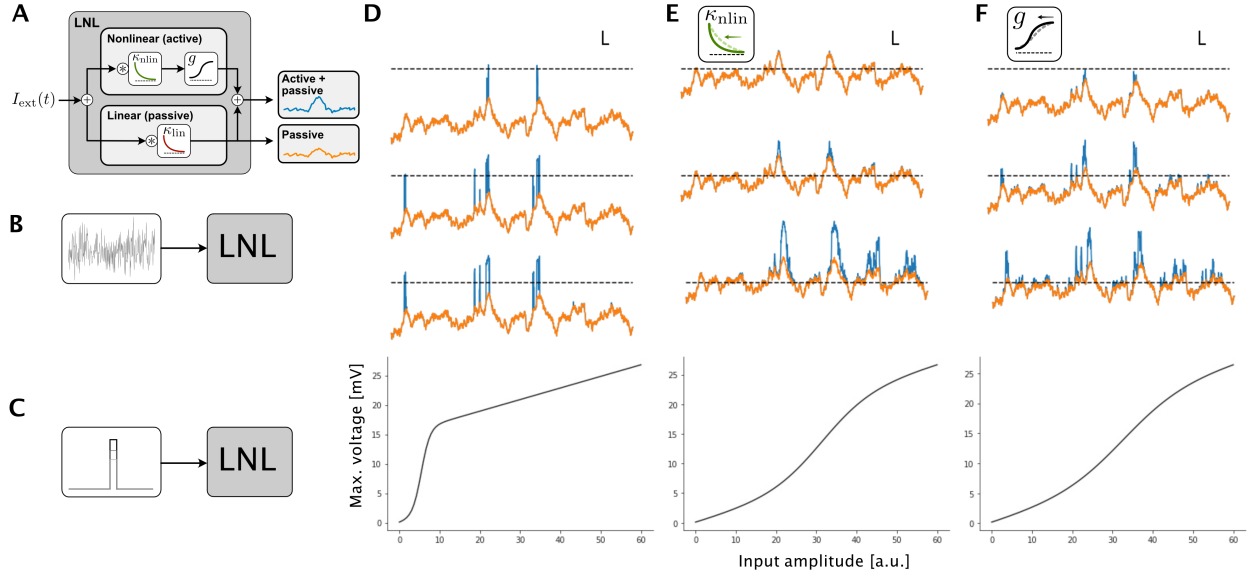 A
LNL
Nonlinear (active)
κnlin
g
Iext(t)
Linear (passive)
κlin
Active +
passive
Passive
B
LNL
C
LNL
D
E
κnlin
F
g
Max. voltage [mV]
25
20
15
10
5
0
0 10 20 30 40 50 60
25
20
15
10
5
0
0 10 20 30 40 50 60
25
20
15
10
5
0
0 10 20 30 40 50 60
Input amplitude [a.u.]